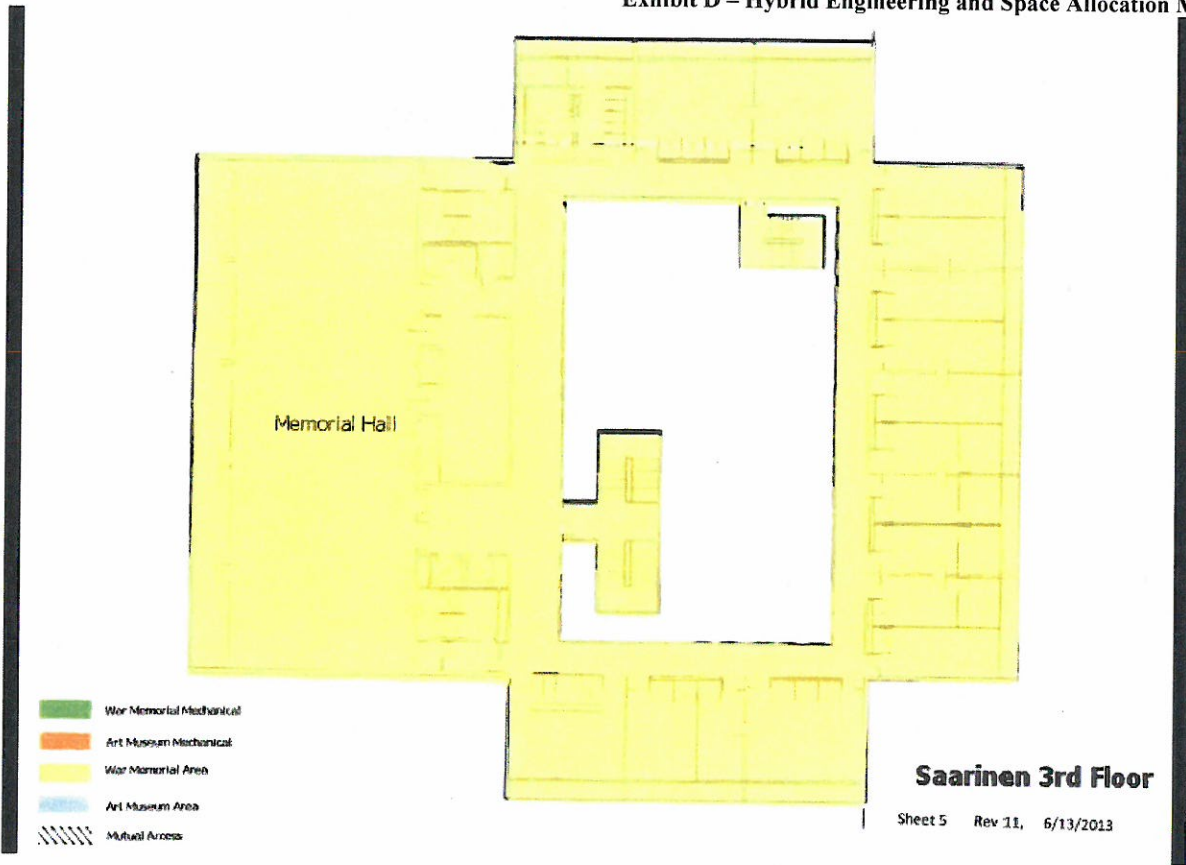 Exhibit D – Hybrid Engineering and Space Allocation M
Memorial Hall
War Memorial Mechanical
Art Museum Mechanical
War Memorial Area
Art Museum Area
Mutual Access
Saarinen 3rd Floor
Sheet 5 Rev 11, 6/13/2013